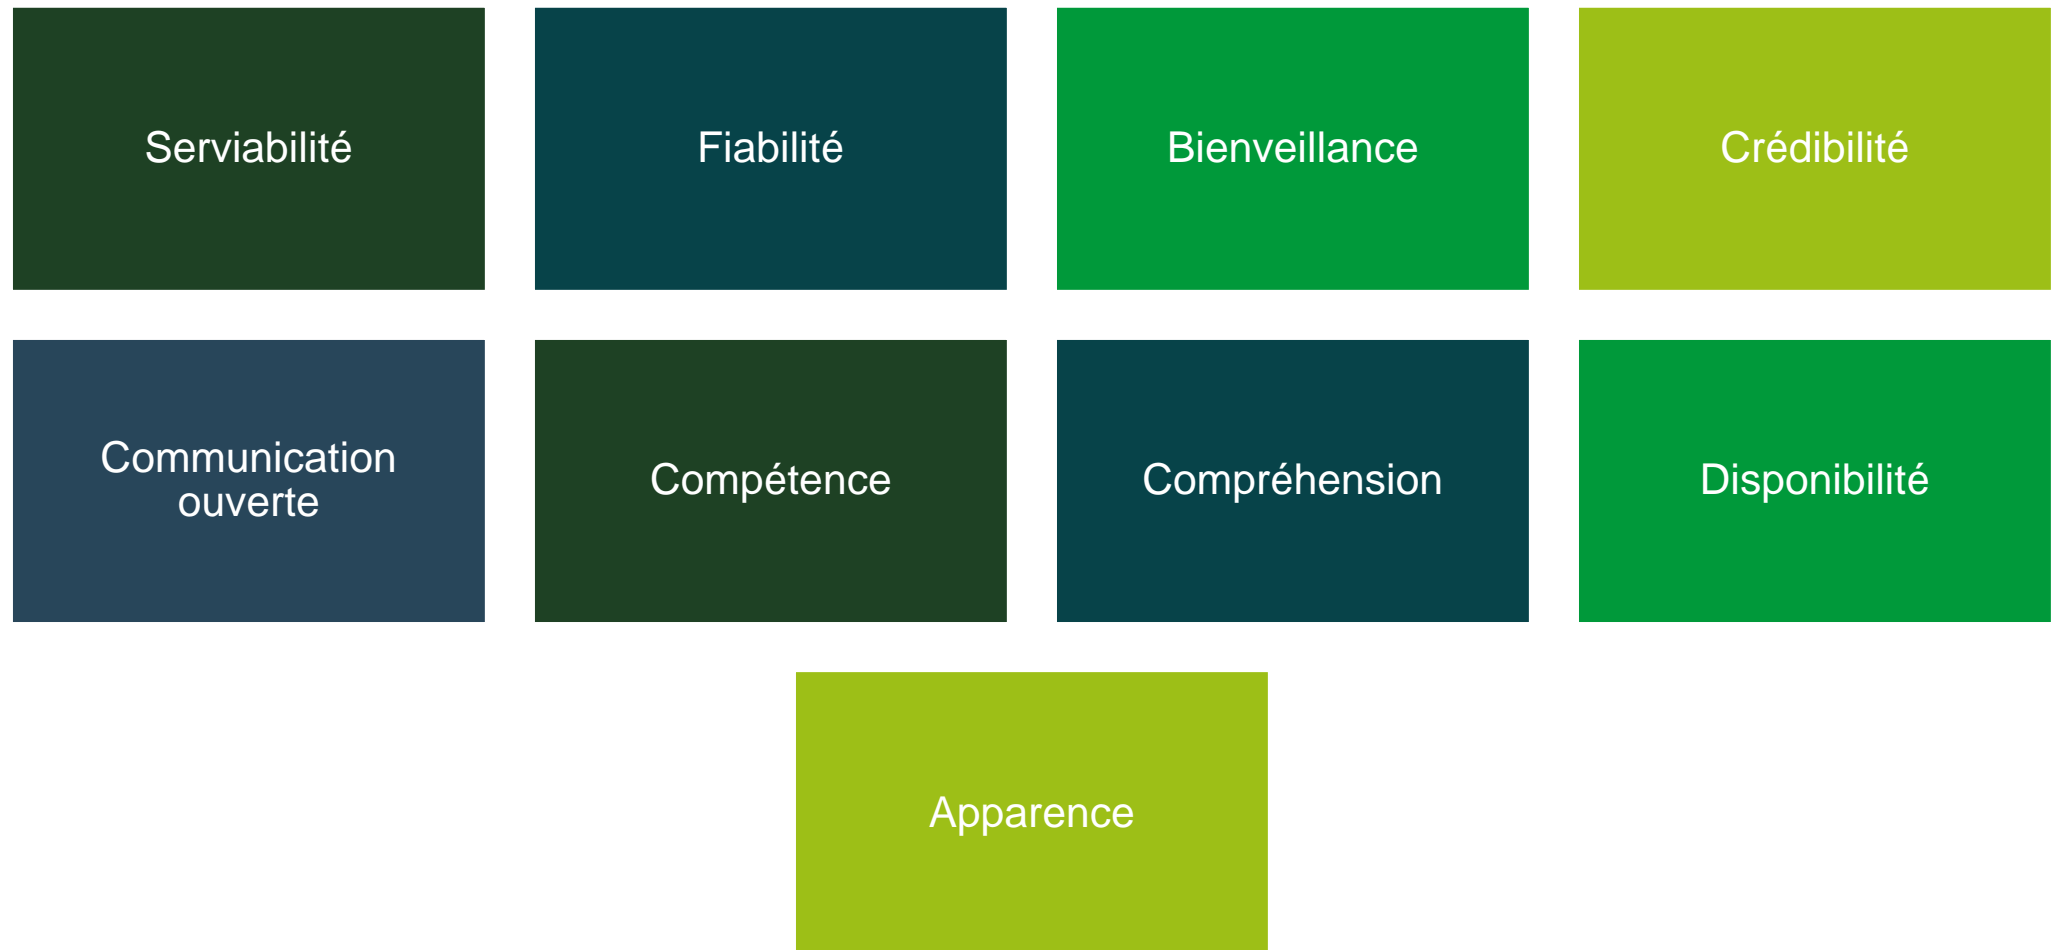 Serviabilité
Fiabilité
Bienveillance
Crédibilité
Communication
ouverte
Compétence
Compréhension
Disponibilité
Apparence